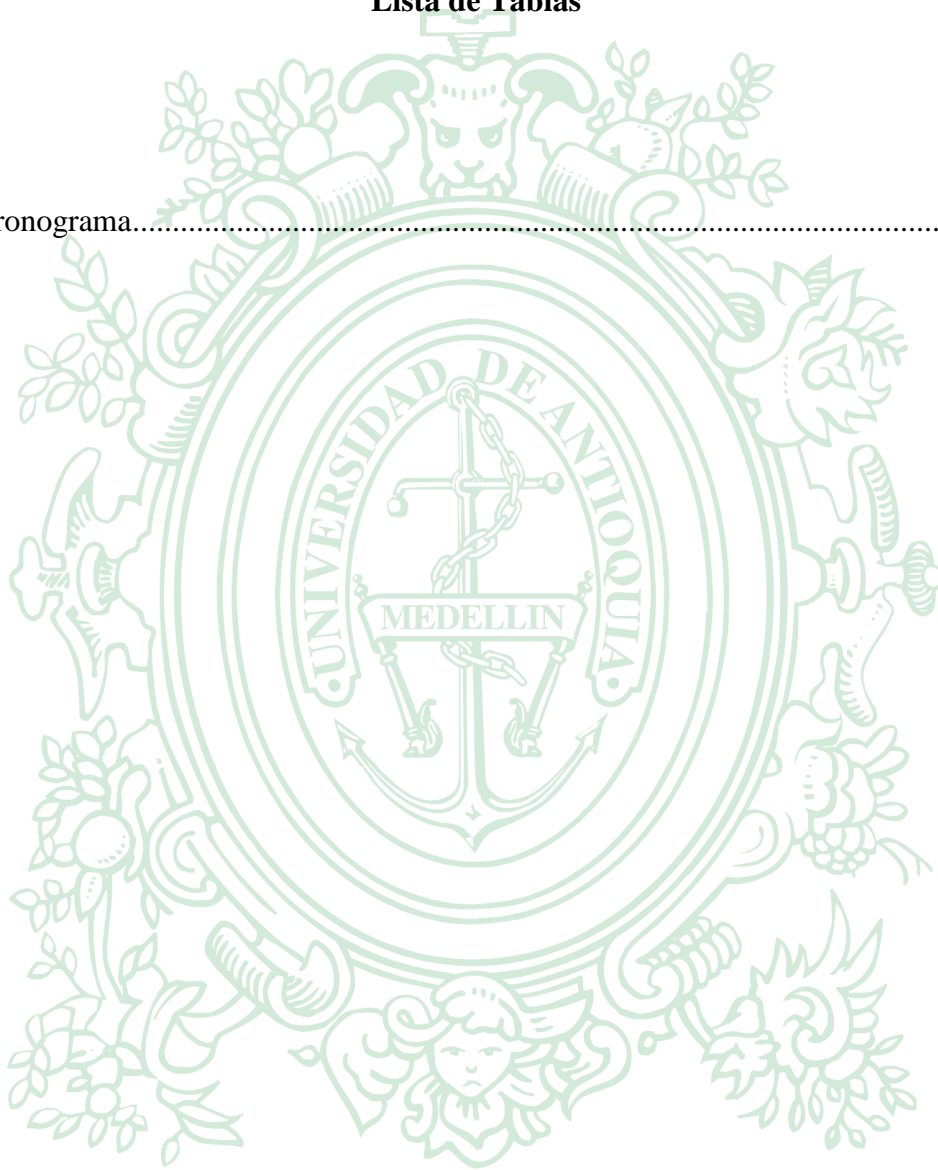 Lista de Tablas
ronograma....................................................................................................
UNIVERSIDAD DE ANTIOQUIA
MEDELLIN